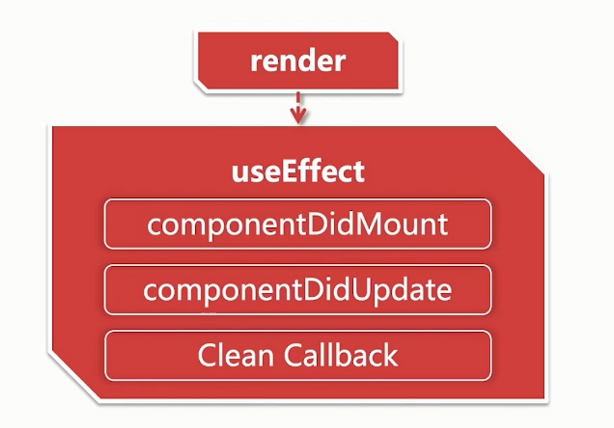 render
useEffect
componentDidMount
componentDidUpdate
Clean Callback